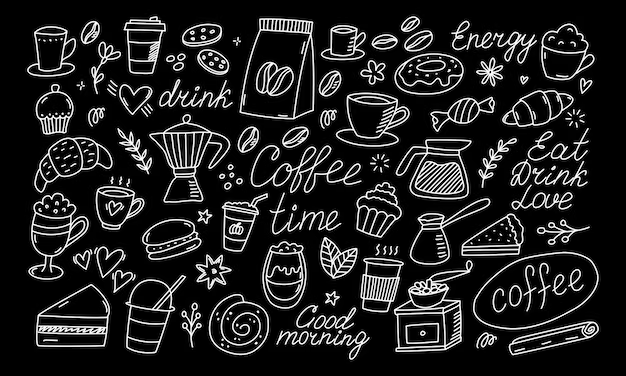 Energy
drink
Coffee
time
Eat
Drink
Love
Good
morning
coffee